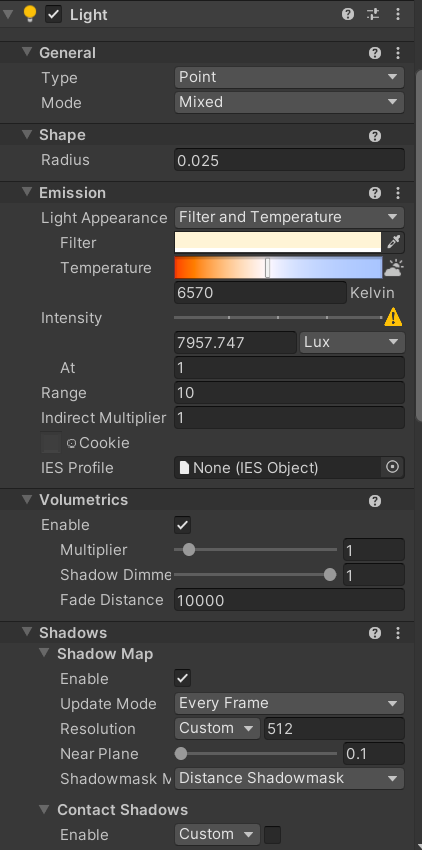 Light
General
Type Point
Mode Mixed
Shape
Radius 0.025
Emission
Light Appearance Filter and Temperature
Filter
Temperature
6570 Kelvin
Intensity
7957.747 Lux
At 1
Range 10
Indirect Multiplier 1
Cookie
IES Profile None (IES Object)
Volumetrics
Enable
Multiplier 1
Shadow Dimme 1
Fade Distance 10000
Shadows
Shadow Map
Enable
Update Mode Every Frame
Resolution Custom 512
Near Plane 0.1
Shadowmask M Distance Shadowmask
Contact Shadows
Enable Custom